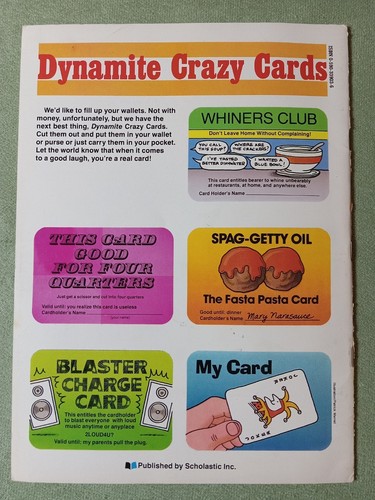 ISBN 0-590-33903-6
Dynamite Crazy Cards
We'd like to fill up your wallets. Not with
money, unfortunately, but we have the
next best thing, Dynamite Crazy Cards.
Cut them out and put them in your wallet
or purse or just carry them in your pocket.
Let the world know that when it comes
to a good laugh, you're a real card!
WHINERS CLUB
Don't Leave Home Without Complaining!
YOU CALL
THIS SOUP?
WHERE ARE
THE CRACKERS?
I'VE TASTED
BETTER DISHWATER
I WANTED A
BLUE BOWL!
This card entitles bearer to whine unbearably
at restaurants, at home, and anywhere else.
Card Holder's Name
THIS CARD
GOOD
FOR FOUR
QUARTERS
Just get a scissor and cut into four quarters
Valid until: you realize this card is useless
Cardholder's Name
SPAG-GETTY OIL
The Fasta Pasta Card
Good until: dinner
Cardholder's Name Mary Narasauce
BLASTER
CHARGE
CARD
This entitles the cardholder
to blast everyone with loud
music anytime or anyplace
2LOUD4U?
Valid until: my parents pull the plug.
My Card
JOKER
JOKER
Published by Scholastic Inc.